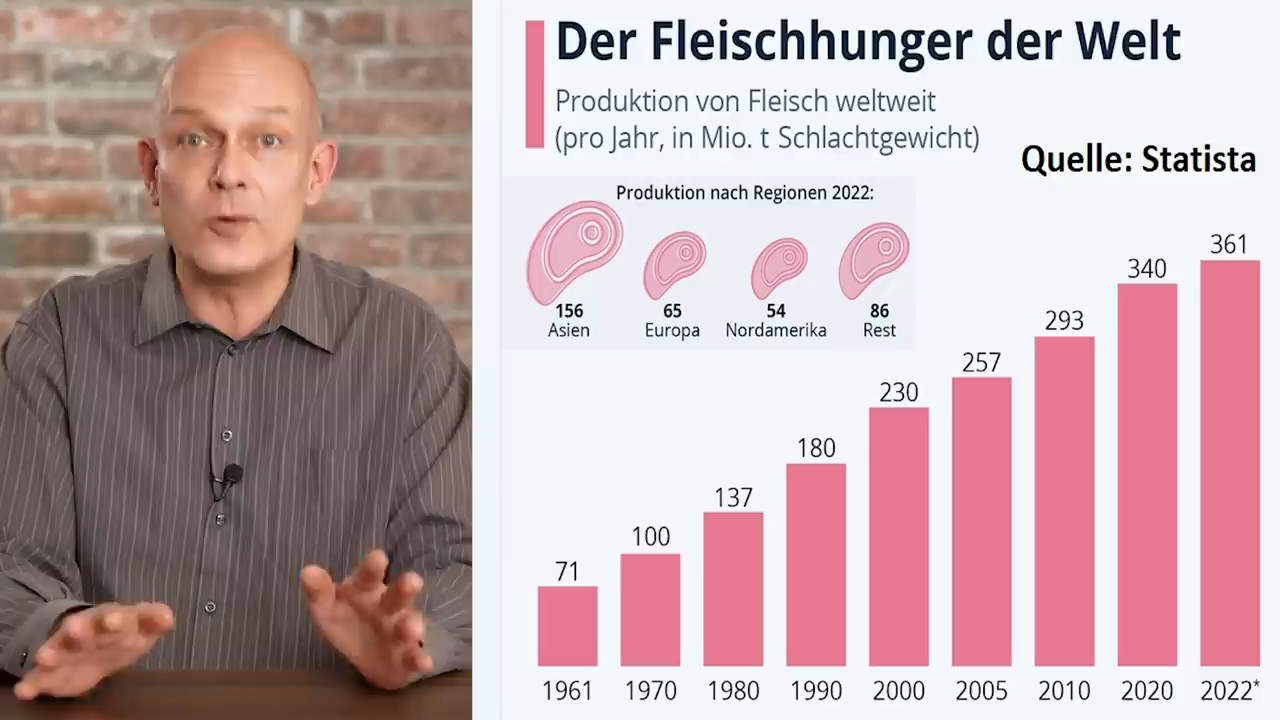 Der Fleischhunger der Welt
Produktion von Fleisch weltweit
(pro Jahr, in Mio. t Schlachtgewicht)
Quelle: Statista
Produktion nach Regionen 2022:
156 65 54 86
Asien Europa Nordamerika Rest
71 100 137 180 230 257 293 340 361
1961 1970 1980 1990 2000 2005 2010 2020 2022*